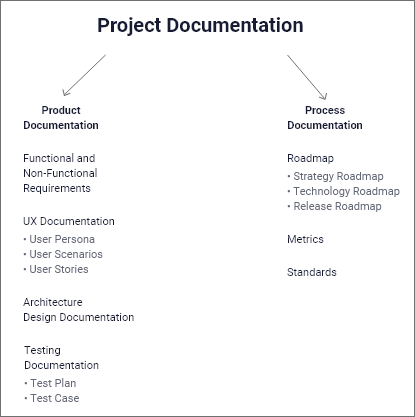 Project Documentation
Product
Documentation
Functional and
Non-Functional
Requirements
UX Documentation
• User Persona
• User Scenarios
• User Stories
Architecture
Design Documentation
Testing
Documentation
• Test Plan
• Test Case
Process
Documentation
Roadmap
• Strategy Roadmap
• Technology Roadmap
• Release Roadmap
Metrics
Standards